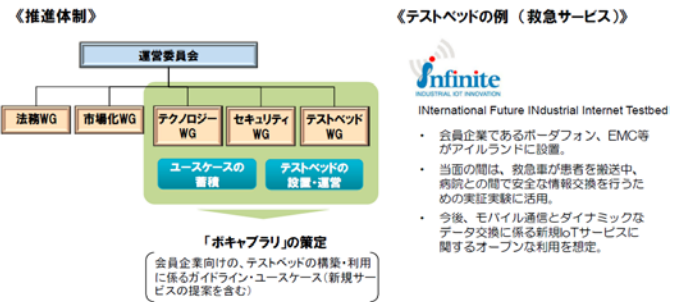 《推進体制》
運営委員会
法務WG
市場化WG
テクノロジー
WG
セキュリティ
WG
テストベッド
WG
ユースケースの
蓄積
テストベッドの
設置・運営
「ボキャブラリ」の策定
会員企業向けの、テストベッドの構築・利用
に係るガイドライン・ユースケース(新規サー
ビスの提案を含む)
《テストベッドの例 (救急サービス)》
Infinite
INDUSTRIAL IOT INNOVATION
INternational Future INdustrial Internet Testbed
・ 会員企業であるボーダフォン、EMC等
がアイルランドに設置。
・ 当面の間は、救急車が患者を搬送中、
病院との間で安全な情報交換を行うた
めの実証実験に活用。
・ 今後、モバイル通信とダイナミックな
データ交換に係る新規IoTサービスに
関するオープンな利用を想定。